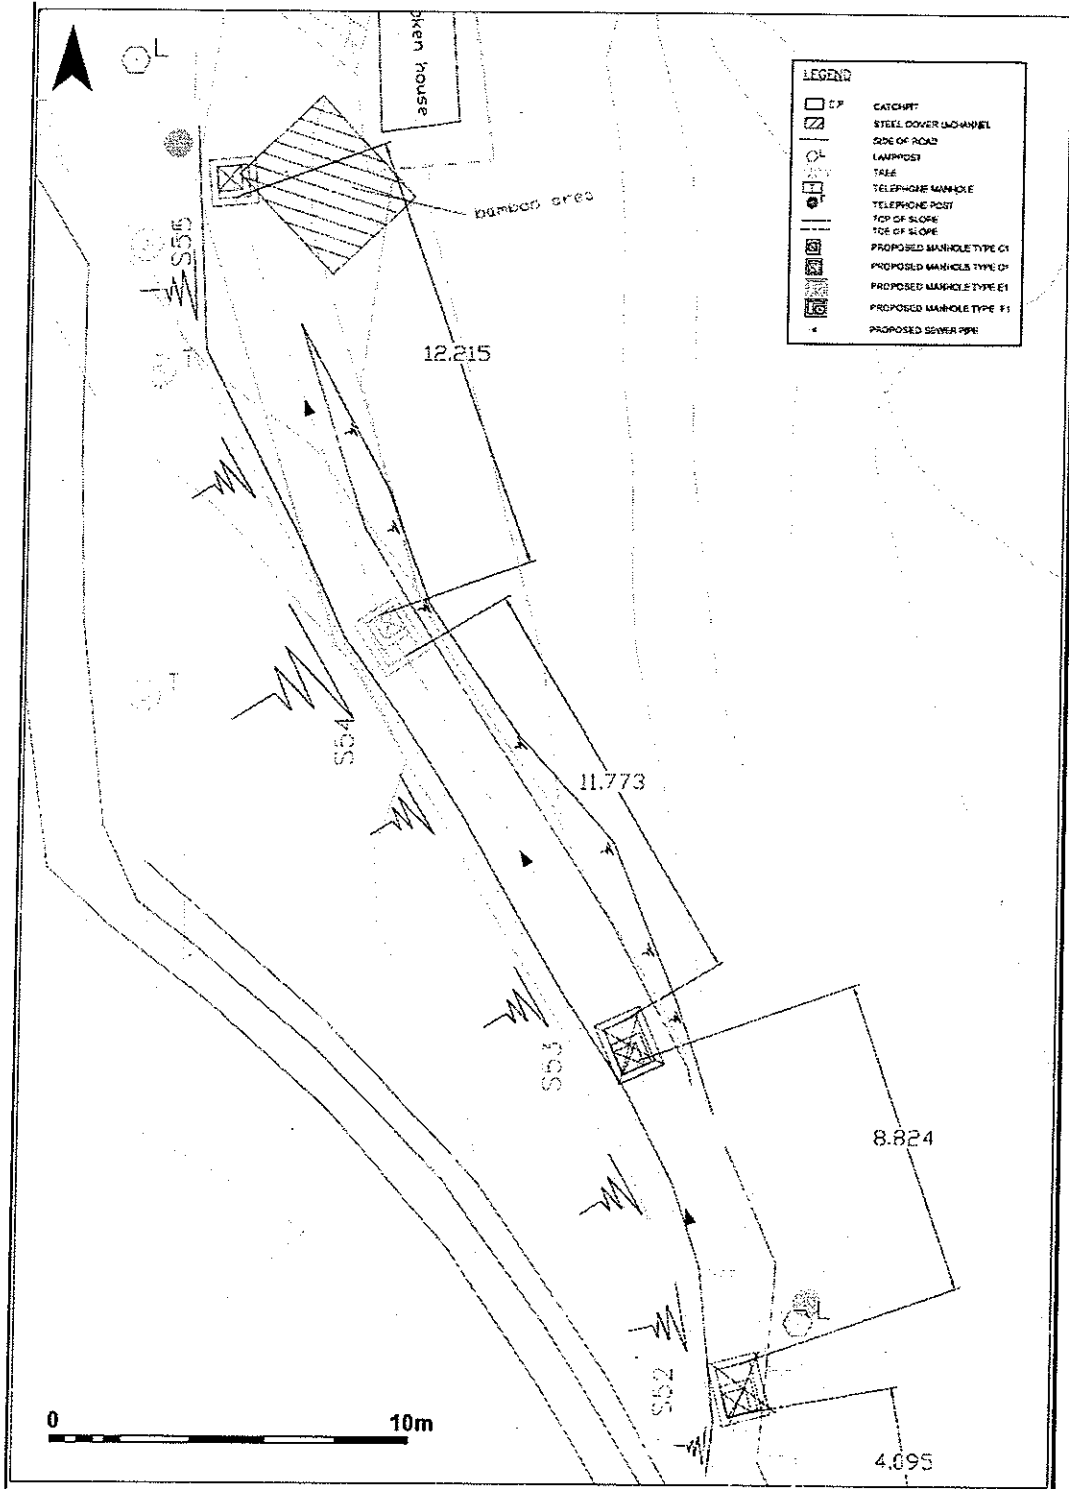 L
oken house
LEGEND
C.P. CATCHPIT
STEEL COVER U-CHANNEL
SIDE OF ROAD
L LAMPPOST
TREE
T TELEPHONE MANHOLE
T TELEPHONE POST
TOP OF SLOPE
TOE OF SLOPE
PROPOSED MANHOLE TYPE C1
PROPOSED MANHOLE TYPE D1
PROPOSED MANHOLE TYPE E1
PROPOSED MANHOLE TYPE F1
PROPOSED SEWER PIPE
bamboo area
S55
12.215
T
T
S54
11.773
S53
8.824
L
S52
0 10m
4.095